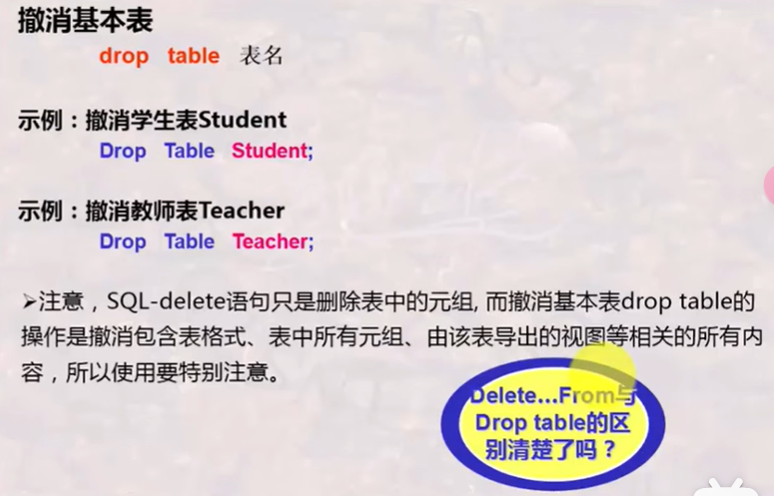 撤消基本表
drop table 表名
示例：撤消学生表Student
Drop Table Student;
示例：撤消教师表Teacher
Drop Table Teacher;
➢注意，SQL-delete语句只是删除表中的元组, 而撤消基本表drop table的
操作是撤消包含表格式、表中所有元组、由该表导出的视图等相关的所有内
容，所以使用要特别注意。
Delete...From与
Drop table的区
别清楚了吗？